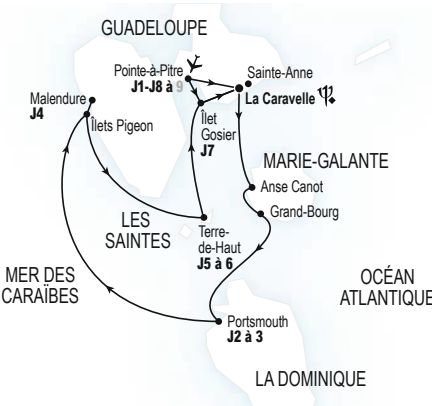 GUADELOUPE
Pointe-à-Pitre
J1-J8 à 9
Sainte-Anne
La Caravelle
Malendure
J4
Îlets Pigeon
Îlet
Gosier
J7
MARIE-GALANTE
Anse Canot
Grand-Bourg
LES
SAINTES
Terre-
de-Haut
J5 à 6
MER DES
CARAÏBES
OCÉAN
ATLANTIQUE
Portsmouth
J2 à 3
LA DOMINIQUE